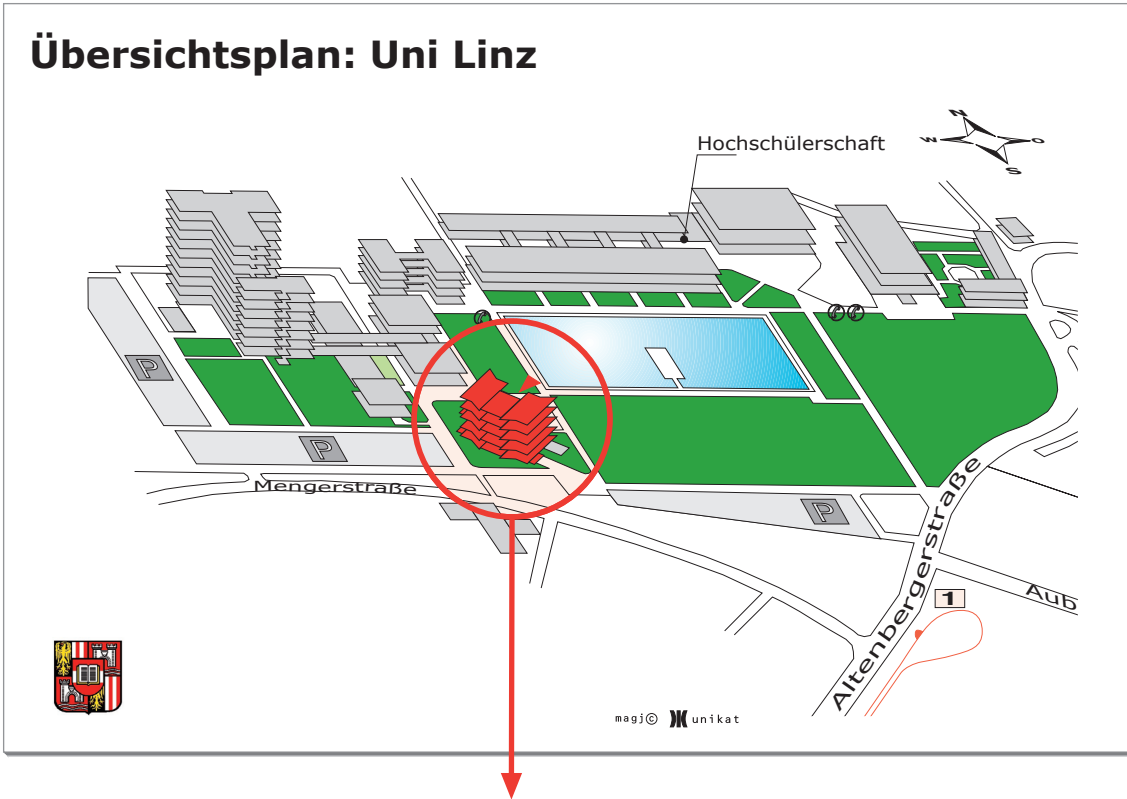 Übersichtsplan: Uni Linz
Hochschülerschaft
N
W
O
S
P
P
P
Mengerstraße
Altenbergerstraße
Aub
1
magj© unikat